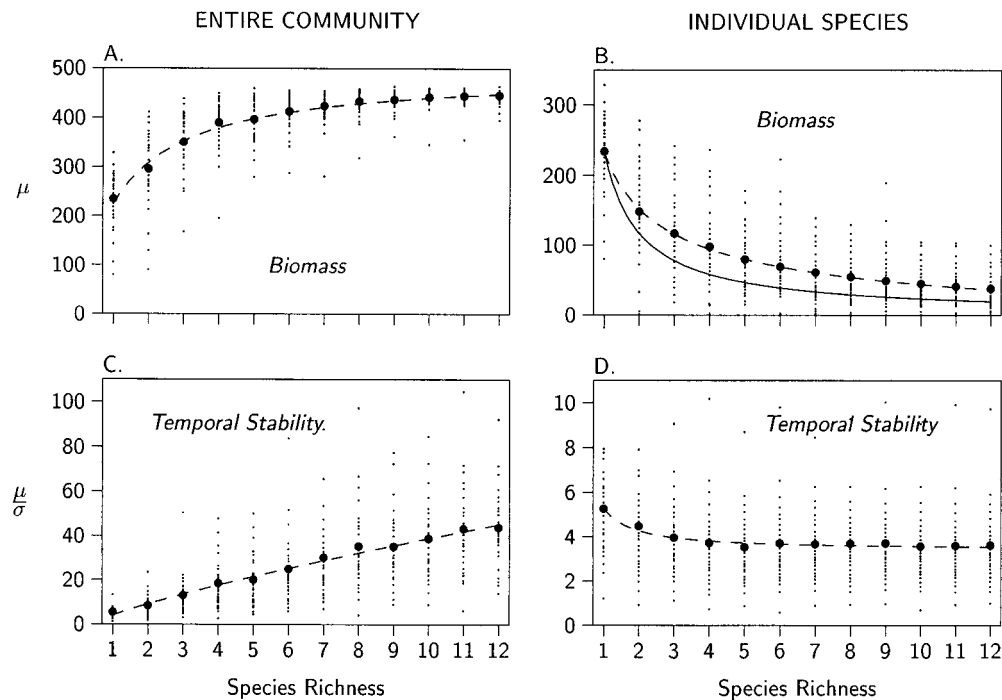 ENTIRE COMMUNITY
INDIVIDUAL SPECIES
A.
500
400
300
200
100
0
μ
Biomass
B.
300
200
100
0
Biomass
C.
100
80
60
40
20
0
μ
σ
Temporal Stability
1 2 3 4 5 6 7 8 9 10 11 12
Species Richness
D.
10
8
6
4
2
0
Temporal Stability
1 2 3 4 5 6 7 8 9 10 11 12
Species Richness